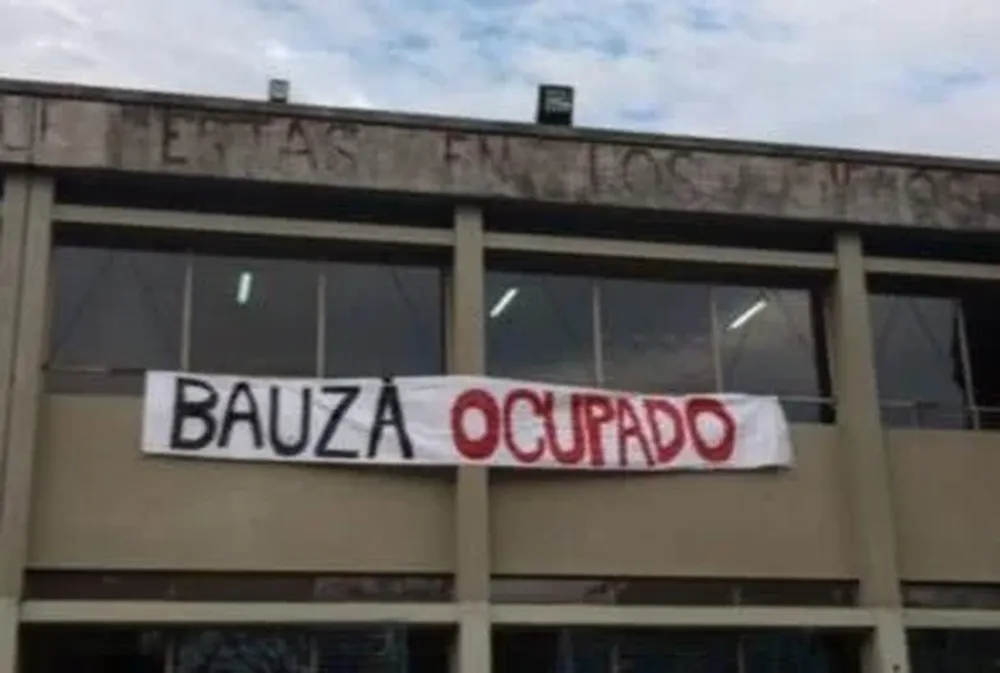 ESTAS EN LOS
BAUZÁ OCUPADO